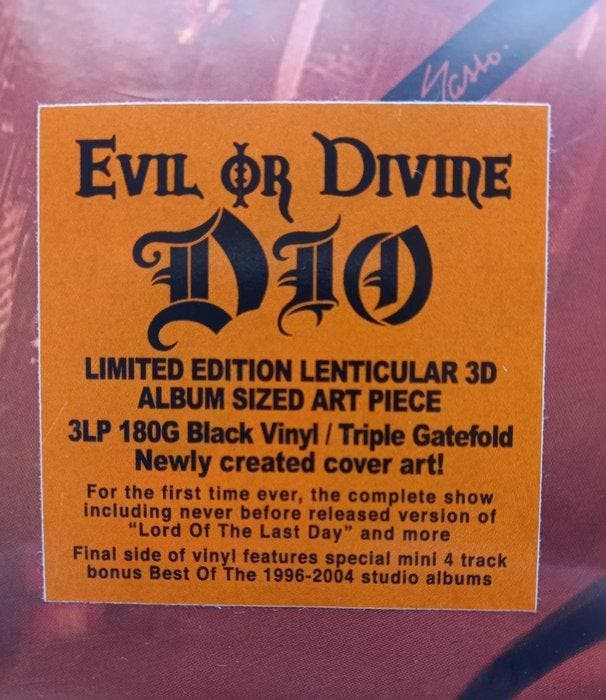 EVIL OR DIVINE
DIO
LIMITED EDITION LENTICULAR 3D
ALBUM SIZED ART PIECE
3LP 180G Black Vinyl / Triple Gatefold
Newly created cover art!
For the first time ever, the complete show
including never before released version of
“Lord Of The Last Day” and more
Final side of vinyl features special mini 4 track
bonus Best Of The 1996-2004 studio albums